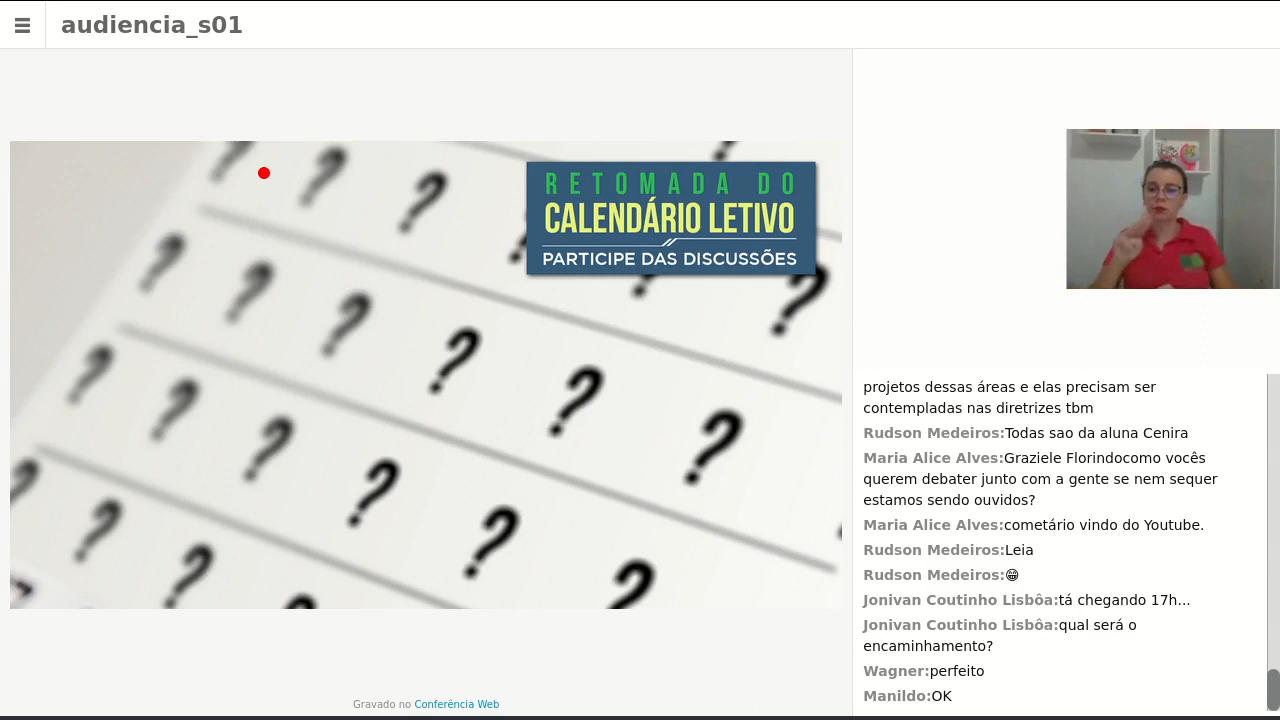 audiencia_s01
RETOMADA DO
CALENDÁRIO LETIVO
PARTICIPE DAS DISCUSSÕES
projetos dessas áreas e elas precisam ser
contempladas nas diretrizes tbm
Rudson Medeiros:Todas sao da aluna Cenira
Maria Alice Alves:Graziele Florindocomo vocês
querem debater junto com a gente se nem sequer
estamos sendo ouvidos?
Maria Alice Alves:cometário vindo do Youtube.
Rudson Medeiros:Leia
Rudson Medeiros:😁
Jonivan Coutinho Lisbôa:tá chegando 17h...
Jonivan Coutinho Lisbôa:qual será o
encaminhamento?
Wagner:perfeito
Manildo:OK
Gravado no Conferência Web